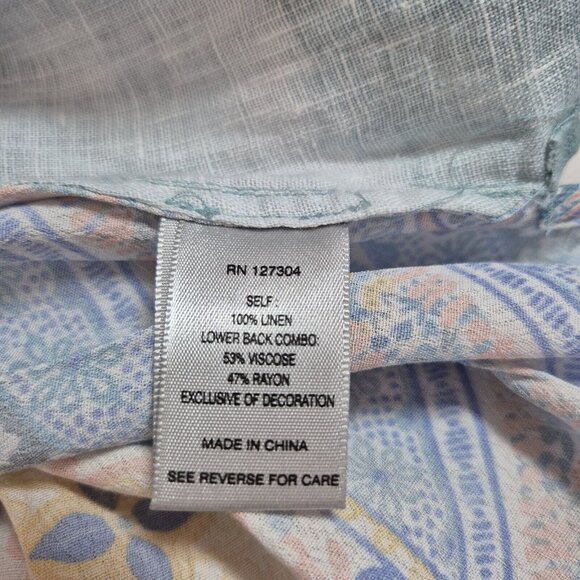 RN 127304
SELF :
100% LINEN
LOWER BACK COMBO:
53% VISCOSE
47% RAYON
EXCLUSIVE OF DECORATION
MADE IN CHINA
SEE REVERSE FOR CARE